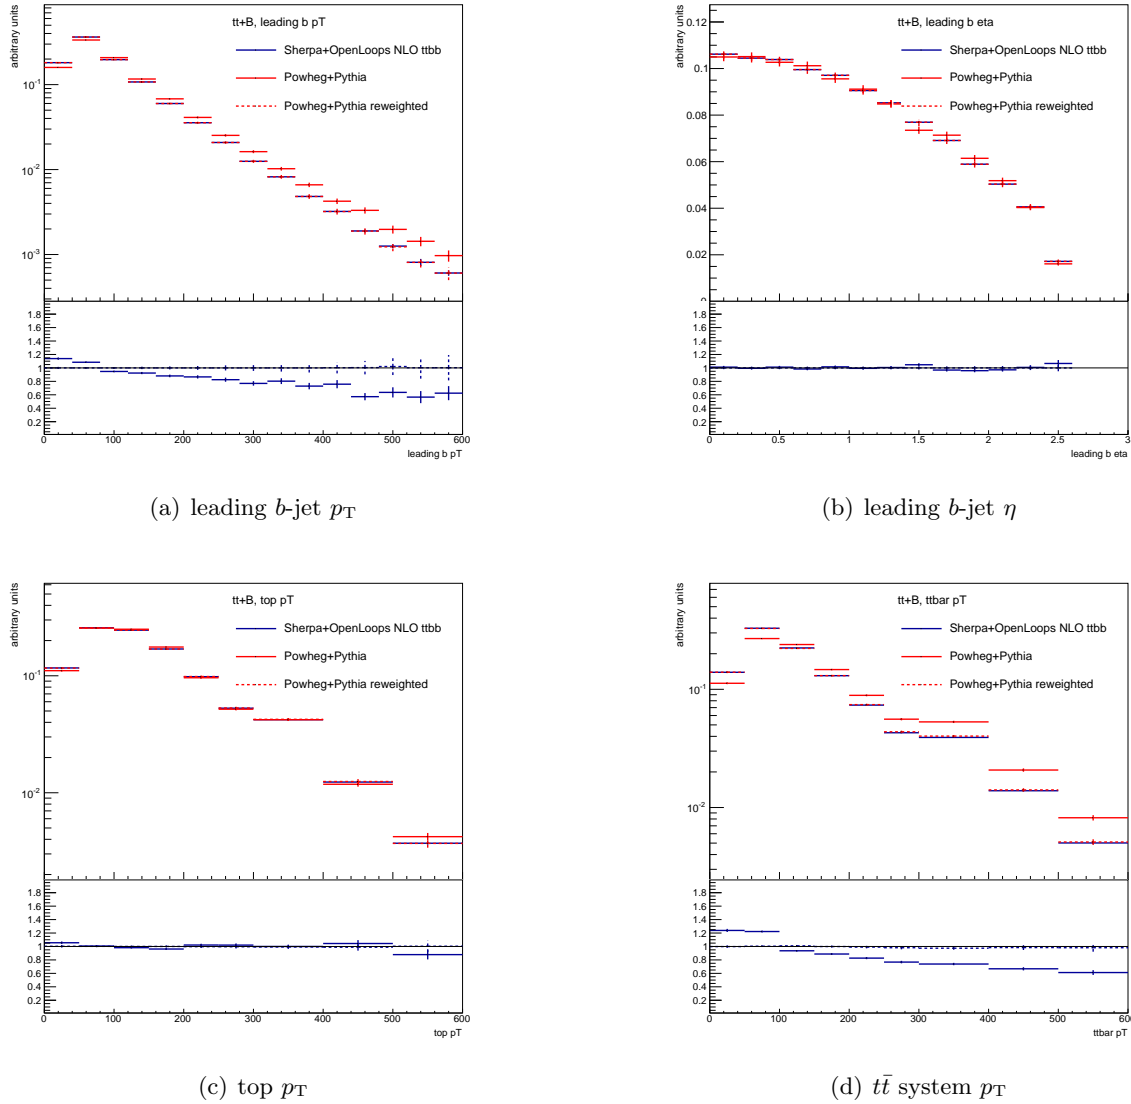 arbitrary units
tt+B, leading b pT
Sherpa+OpenLoops NLO ttbb
Powheg+Pythia
Powheg+Pythia reweighted
10⁻¹
10⁻²
10⁻³
1.8
1.6
1.4
1.2
1
0.8
0.6
0.4
0.2
0 100 200 300 400 500 600
leading b pT
(a) leading b-jet pT
arbitrary units
tt+B, leading b eta
Sherpa+OpenLoops NLO ttbb
Powheg+Pythia
Powheg+Pythia reweighted
0.12
0.1
0.08
0.06
0.04
0.02
1.8
1.6
1.4
1.2
1
0.8
0.6
0.4
0.2
0 0.5 1 1.5 2 2.5 3
leading b eta
(b) leading b-jet η
arbitrary units
tt+B, top pT
Sherpa+OpenLoops NLO ttbb
Powheg+Pythia
Powheg+Pythia reweighted
10⁻¹
10⁻²
1.8
1.6
1.4
1.2
1
0.8
0.6
0.4
0.2
0 100 200 300 400 500 600
top pT
(c) top pT
arbitrary units
tt+B, ttbar pT
Sherpa+OpenLoops NLO ttbb
Powheg+Pythia
Powheg+Pythia reweighted
10⁻¹
10⁻²
1.8
1.6
1.4
1.2
1
0.8
0.6
0.4
0.2
0 100 200 300 400 500 600
ttbar pT
(d) tt̄ system pT